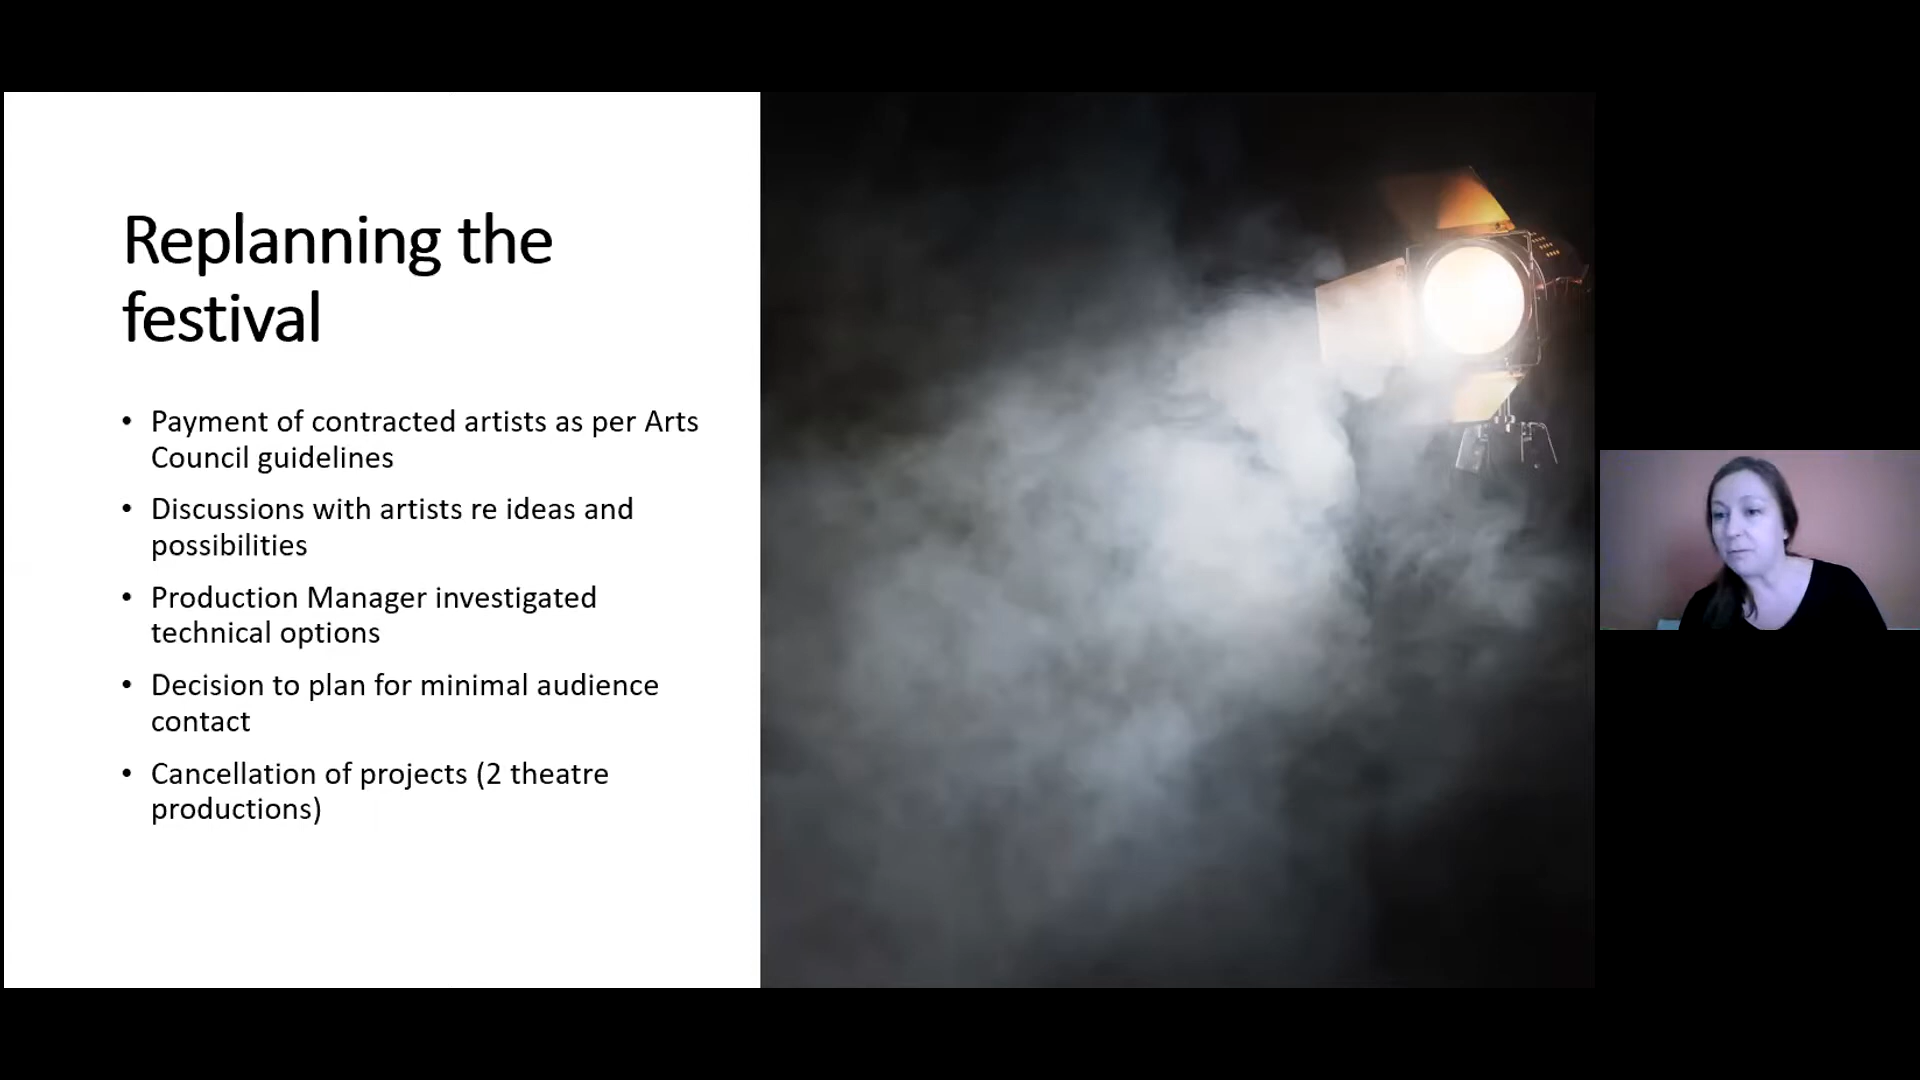 Replanning the
festival
• Payment of contracted artists as per Arts
Council guidelines
• Discussions with artists re ideas and
possibilities
• Production Manager investigated
technical options
• Decision to plan for minimal audience
contact
• Cancellation of projects (2 theatre
productions)